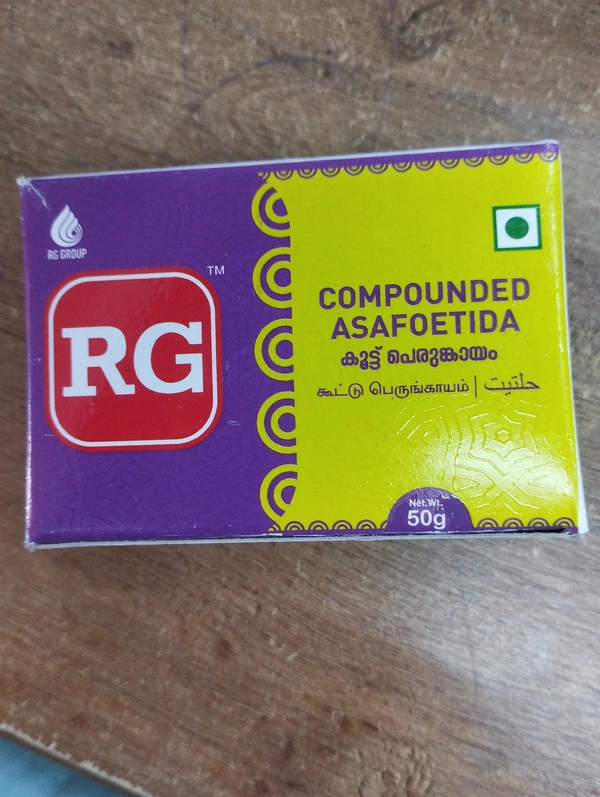 RG GROUP
RG TM
COMPOUNDED
ASAFOETIDA
കൂട്ട് പെരുങ്കായം
கூட்டு பெருங்காயம் | حلتيت
Net.Wt.
50g